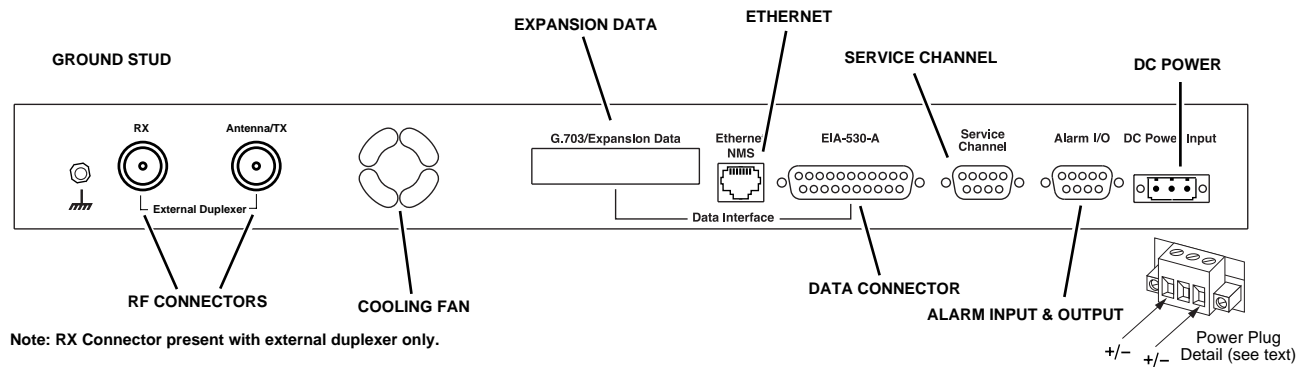 ETHERNET
EXPANSION DATA
SERVICE CHANNEL
GROUND STUD
DC POWER
RX
Antenna/TX
G.703/Expansion Data
Ethernet
NMS
EIA-530-A
Service
Channel
Alarm I/O
DC Power Input
External Duplexer
Data Interface
RF CONNECTORS
COOLING FAN
DATA CONNECTOR
ALARM INPUT & OUTPUT
Note: RX Connector present with external duplexer only.
+/–
+/–
Power Plug
Detail (see text)